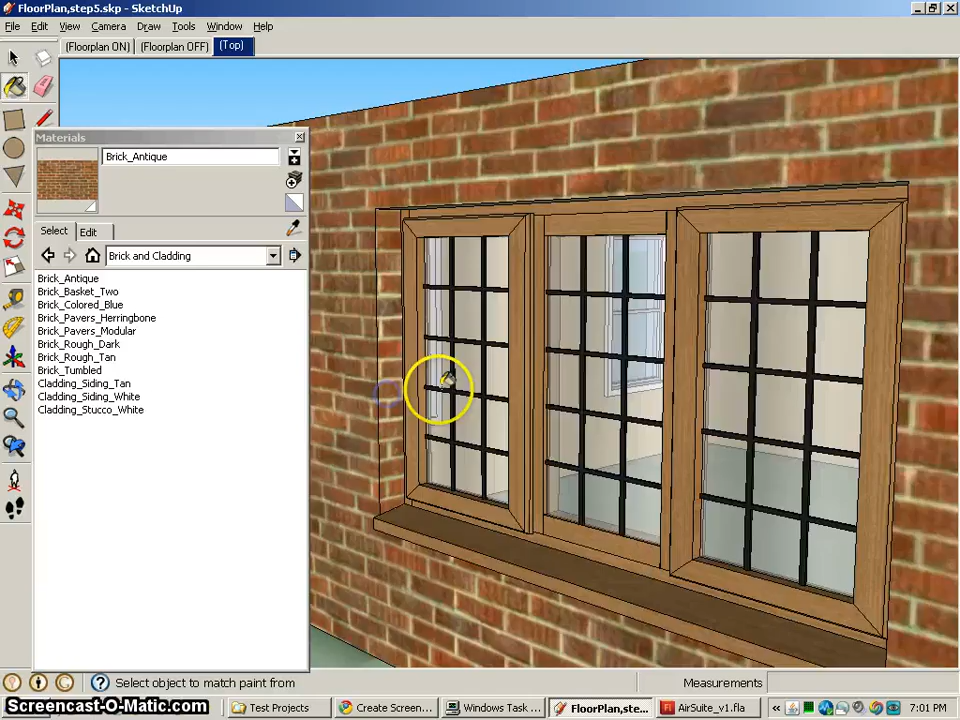 FloorPlan,step5.skp - SketchUp
File Edit View Camera Draw Tools Window Help
(Floorplan ON) (Floorplan OFF) (Top)
Materials
Brick_Antique
Select Edit
Brick and Cladding
Brick_Antique
Brick_Basket_Two
Brick_Colored_Blue
Brick_Pavers_Herringbone
Brick_Pavers_Modular
Brick_Rough_Dark
Brick_Rough_Tan
Brick_Tumbled
Cladding_Siding_Tan
Cladding_Siding_White
Cladding_Stucco_White
Select object to match paint from
Measurements
Screencast-O-Matic.com
Test Projects
Create Screen...
Windows Task ...
FloorPlan,ste...
AirSuite_v1.fla
7:01 PM